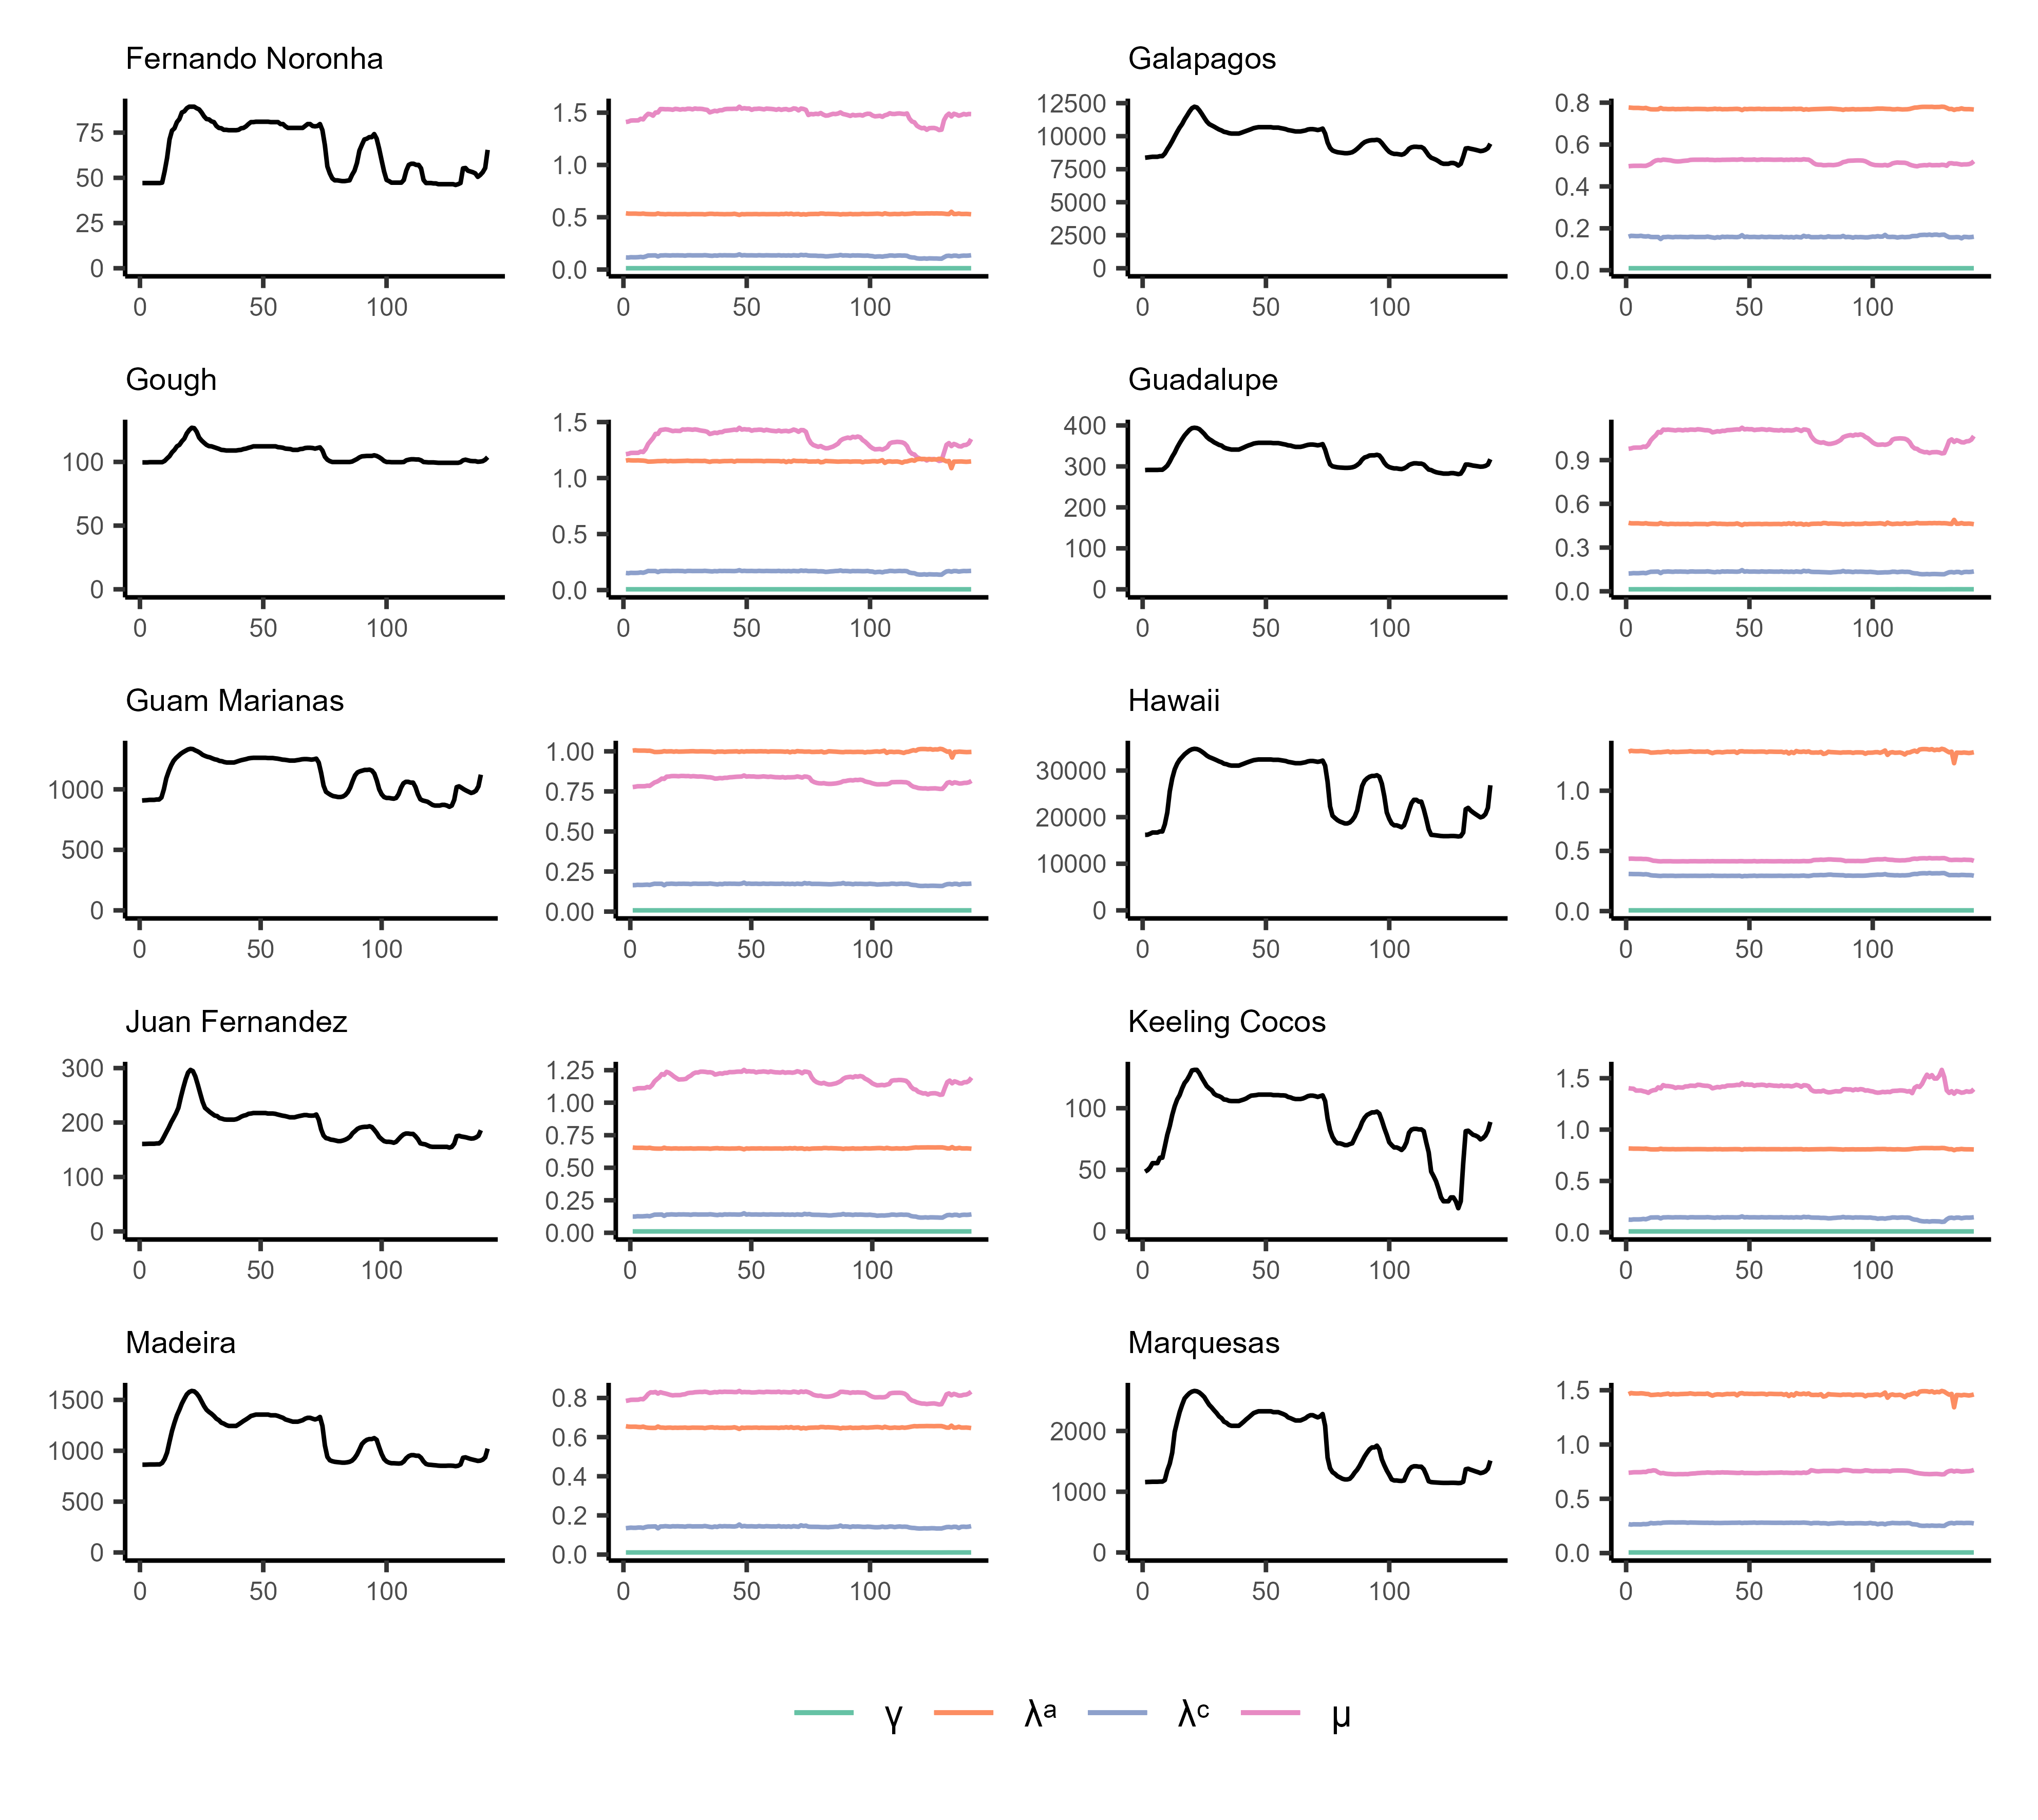 Fernando Noronha
Galapagos
75
50
25
0
0 50 100
1.5
1.0
0.5
0.0
0 50 100
12500
10000
7500
5000
2500
0
0 50 100
0.8
0.6
0.4
0.2
0.0
0 50 100
Gough
Guadalupe
100
50
0
0 50 100
1.5
1.0
0.5
0.0
0 50 100
400
300
200
100
0
0 50 100
0.9
0.6
0.3
0.0
0 50 100
Guam Marianas
Hawaii
1000
500
0
0 50 100
1.00
0.75
0.50
0.25
0.00
0 50 100
30000
20000
10000
0
0 50 100
1.0
0.5
0.0
0 50 100
Juan Fernandez
Keeling Cocos
300
200
100
0
0 50 100
1.25
1.00
0.75
0.50
0.25
0.00
0 50 100
100
50
0
0 50 100
1.5
1.0
0.5
0.0
0 50 100
Madeira
Marquesas
1500
1000
500
0
0 50 100
0.8
0.6
0.4
0.2
0.0
0 50 100
2000
1000
0
0 50 100
1.5
1.0
0.5
0.0
0 50 100
γ λᵃ λᶜ μ